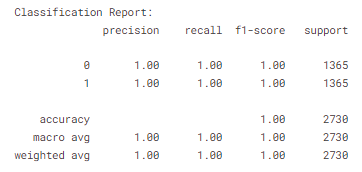 Classification Report:
precision recall f1-score support
0 1.00 1.00 1.00 1365
1 1.00 1.00 1.00 1365
accuracy 1.00 2730
macro avg 1.00 1.00 1.00 2730
weighted avg 1.00 1.00 1.00 2730